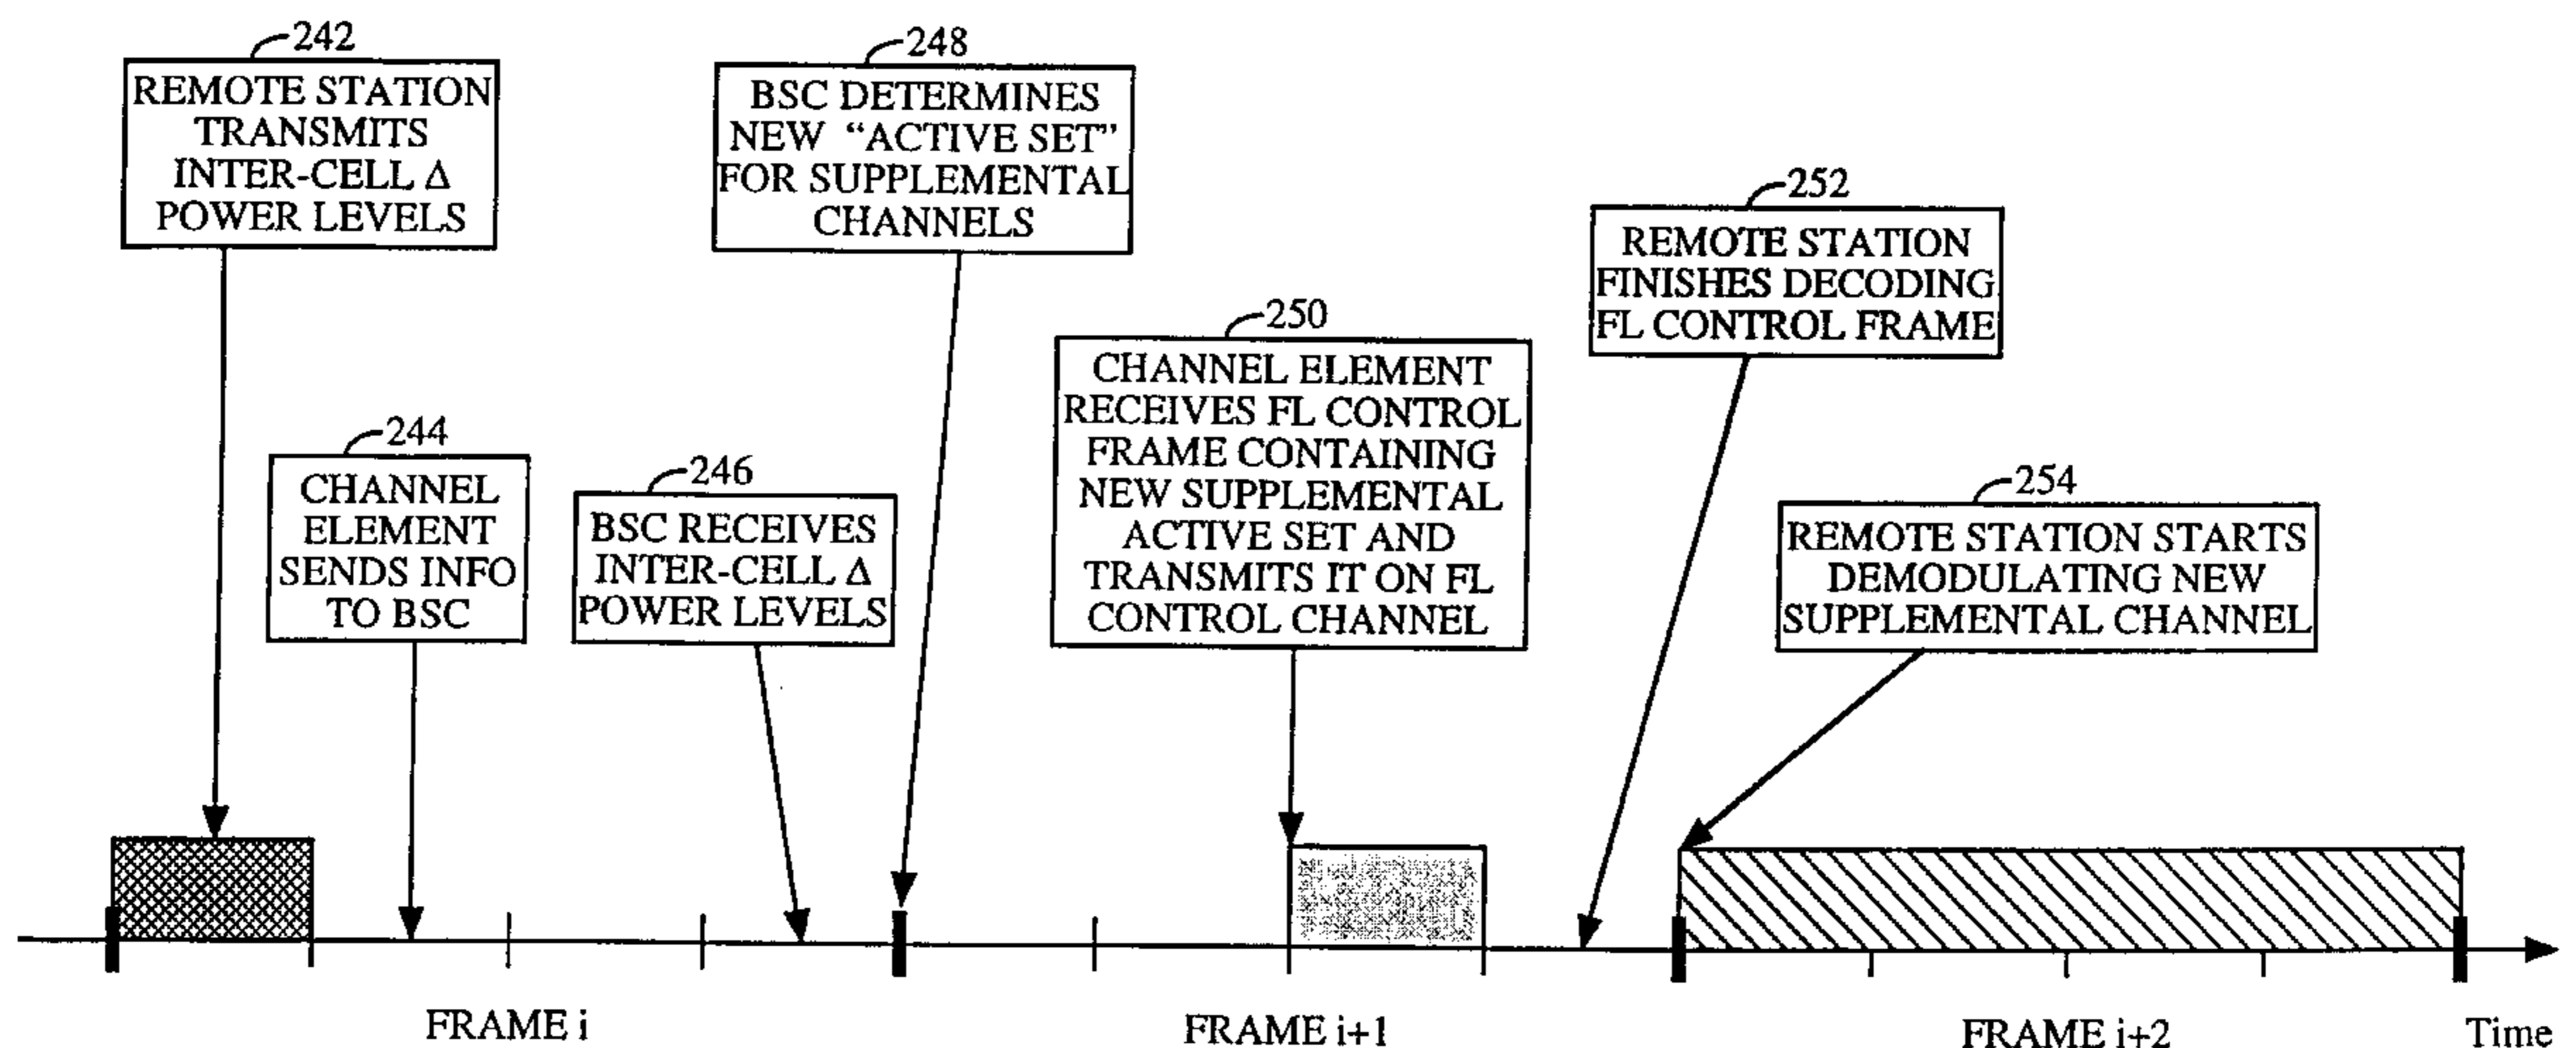 242
REMOTE STATION
TRANSMITS
INTER-CELL Δ
POWER LEVELS
248
BSC DETERMINES
NEW “ACTIVE SET”
FOR SUPPLEMENTAL
CHANNELS
252
REMOTE STATION
FINISHES DECODING
FL CONTROL FRAME
250
CHANNEL ELEMENT
RECEIVES FL CONTROL
FRAME CONTAINING
NEW SUPPLEMENTAL
ACTIVE SET AND
TRANSMITS IT ON FL
CONTROL CHANNEL
244
CHANNEL
ELEMENT
SENDS INFO
TO BSC
246
BSC RECEIVES
INTER-CELL Δ
POWER LEVELS
254
REMOTE STATION STARTS
DEMODULATING NEW
SUPPLEMENTAL CHANNEL
FRAME i
FRAME i+1
FRAME i+2
Time